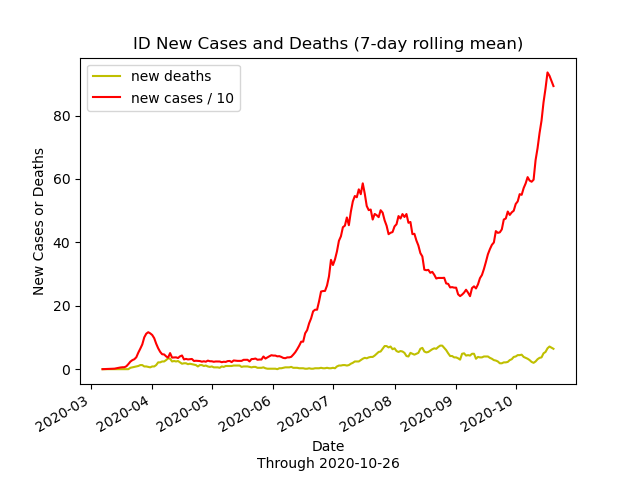 ID New Cases and Deaths (7-day rolling mean)
new deaths
new cases / 10
New Cases or Deaths
80
60
40
20
0
2020-03
2020-04
2020-05
2020-06
2020-07
2020-08
2020-09
2020-10
Date
Through 2020-10-26